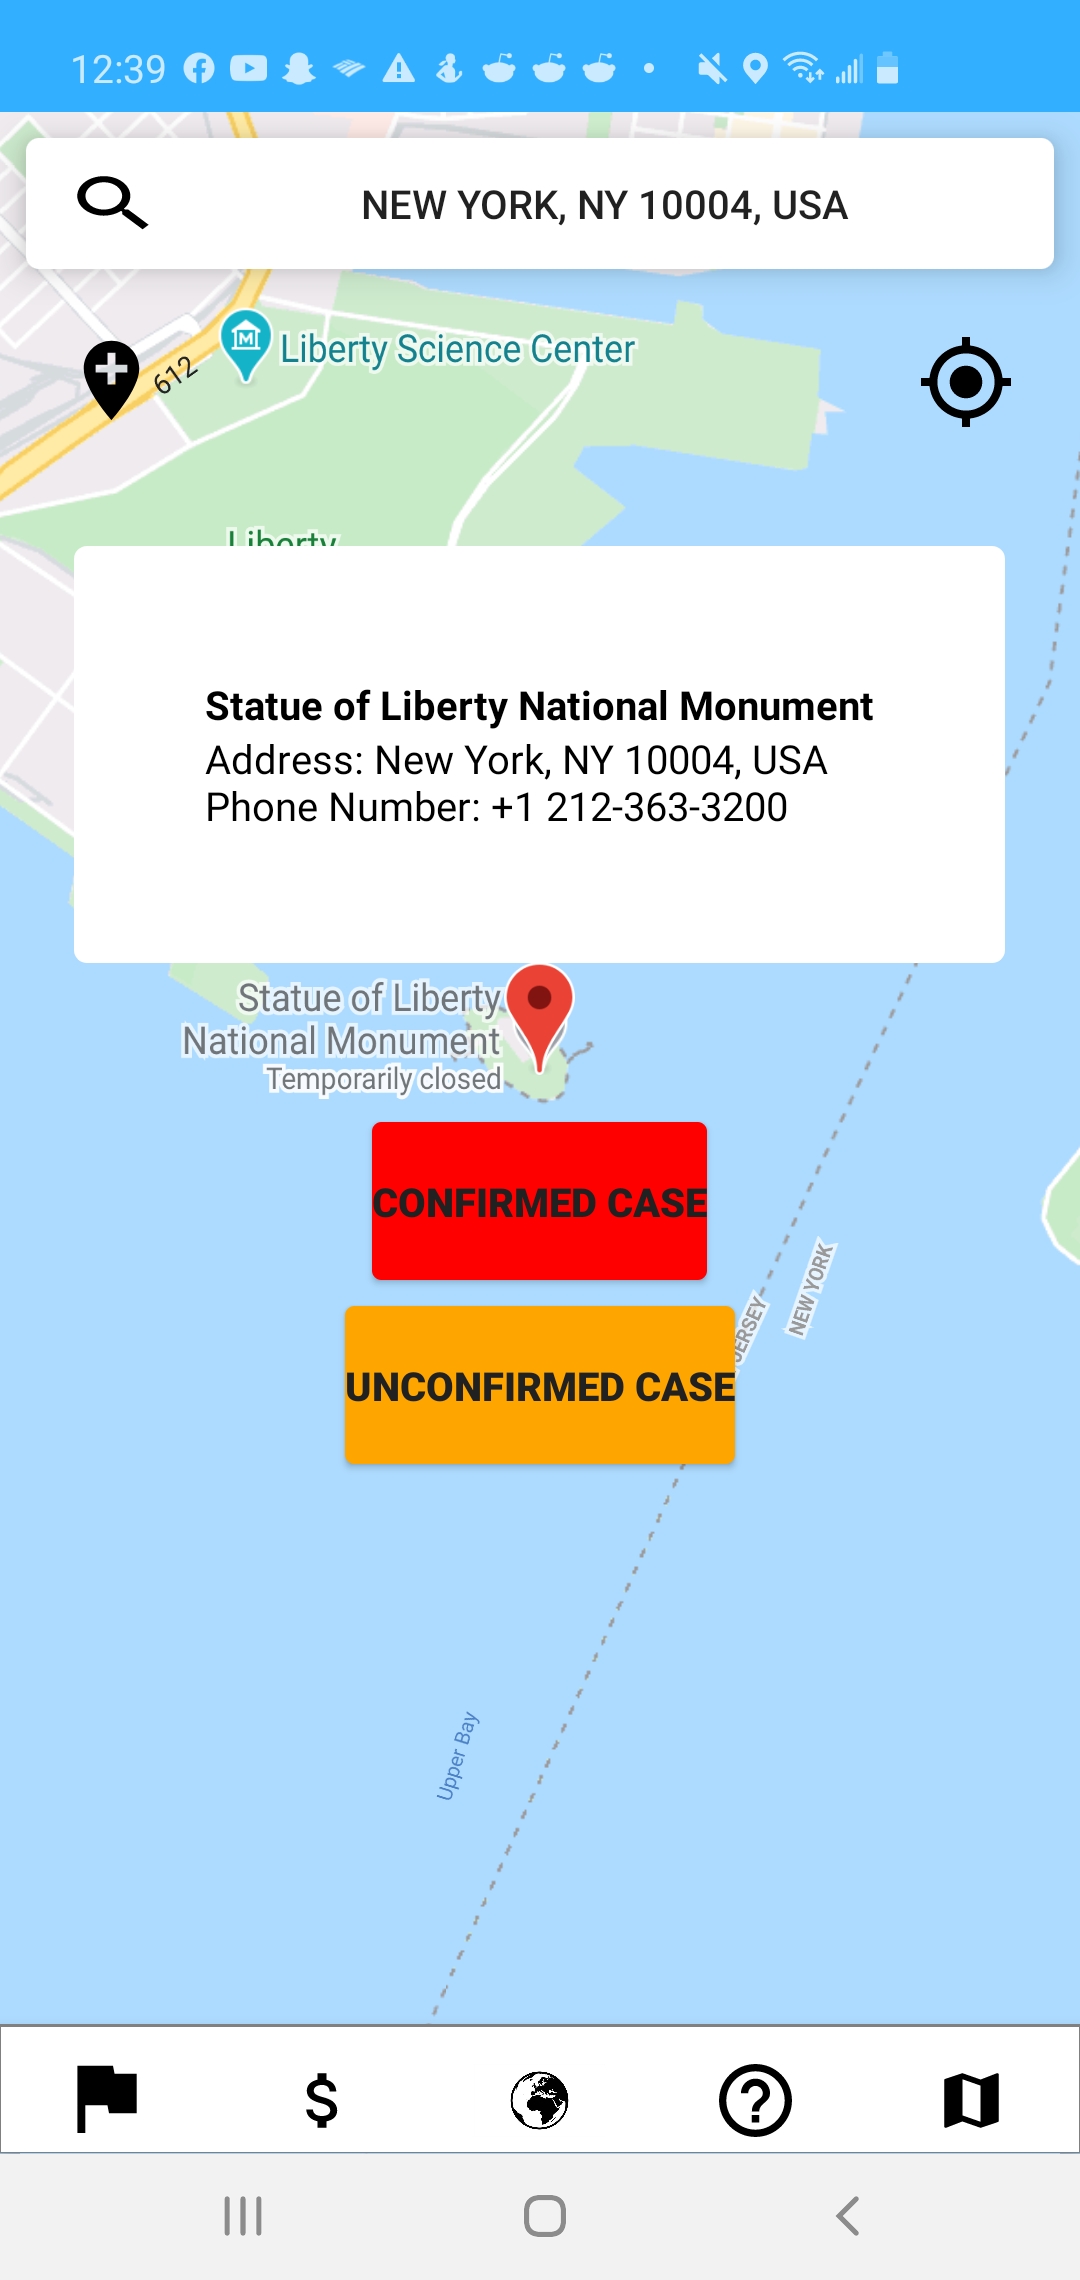 12:39
NEW YORK, NY 10004, USA
Liberty Science Center
612
Liberty
Statue of Liberty National Monument
Address: New York, NY 10004, USA
Phone Number: +1 212-363-3200
Statue of Liberty
National Monument
Temporarily closed
CONFIRMED CASE
NEW YORK
JERSEY
UNCONFIRMED CASE
Upper Bay